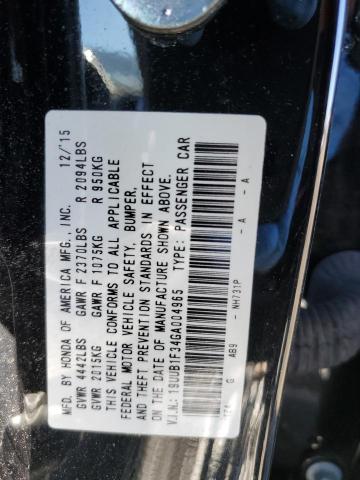 MFD. BY HONDA OF AMERICA MFG., INC. 12/15
GVWR 4442LBS GAWR F 2370LBS R 2094LBS
GVWR 2015KG GAWR F 1075KG R 950KG
THIS VEHICLE CONFORMS TO ALL APPLICABLE
FEDERAL MOTOR VEHICLE SAFETY, BUMPER,
AND THEFT PREVENTION STANDARDS IN EFFECT
ON THE DATE OF MANUFACTURE SHOWN ABOVE.
V.I.N.: 19UUB1F34GA004965 TYPE: PASSENGER CAR
G AB9 - NH731P - A - A